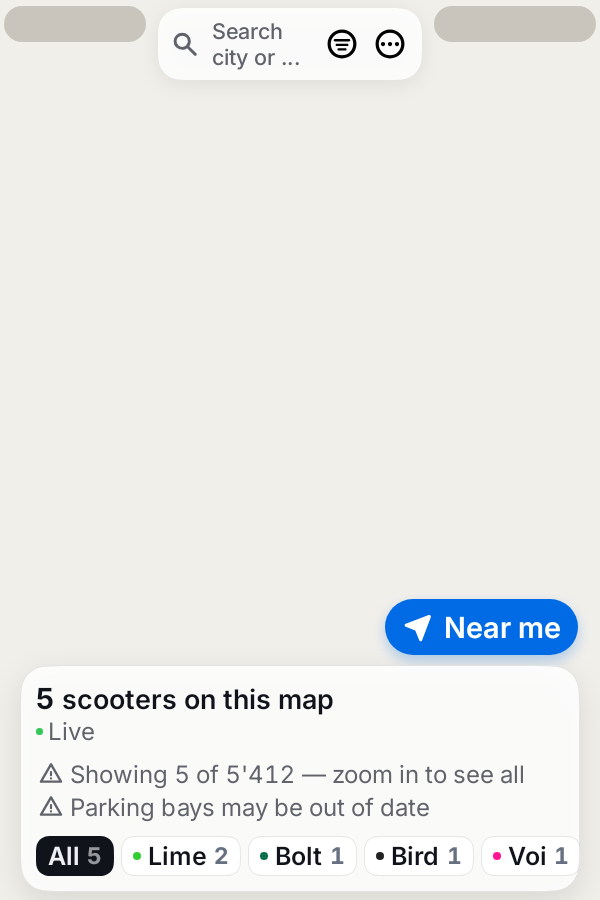 Search
city or ...
Near me
5 scooters on this map
Live
Showing 5 of 5'412 — zoom in to see all
Parking bays may be out of date
All 5 Lime 2 Bolt 1 Bird 1 Voi 1